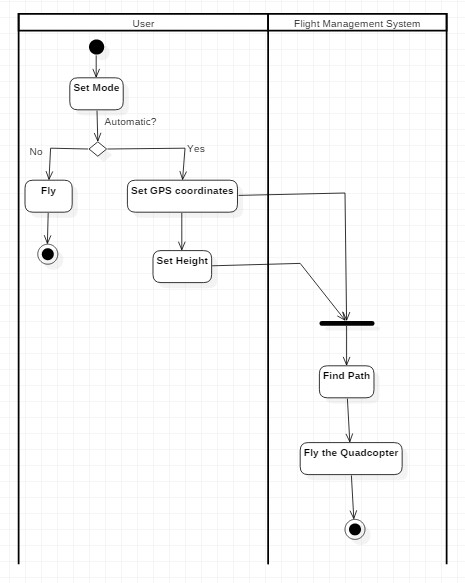 User
Flight Management System
Set Mode
Automatic?
No
Yes
Fly
Set GPS coordinates
Set Height
Find Path
Fly the Quadcopter